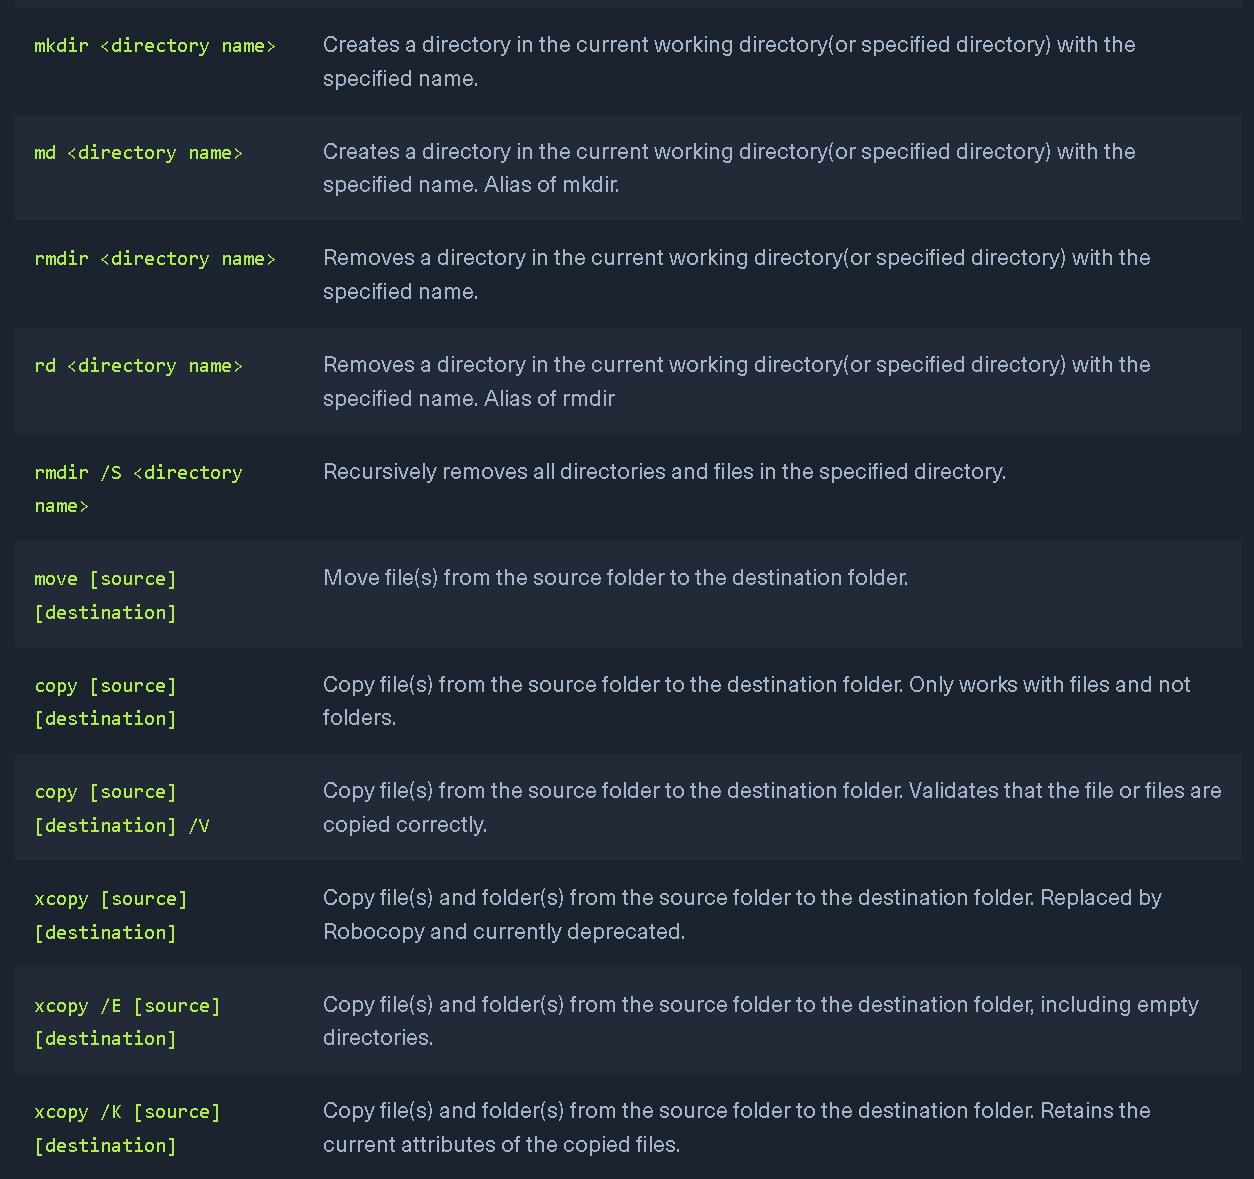 mkdir <directory name>
Creates a directory in the current working directory(or specified directory) with the
specified name.
md <directory name>
Creates a directory in the current working directory(or specified directory) with the
specified name. Alias of mkdir.
rmdir <directory name>
Removes a directory in the current working directory(or specified directory) with the
specified name.
rd <directory name>
Removes a directory in the current working directory(or specified directory) with the
specified name. Alias of rmdir
rmdir /S <directory
name>
Recursively removes all directories and files in the specified directory.
move [source]
[destination]
Move file(s) from the source folder to the destination folder.
copy [source]
[destination]
Copy file(s) from the source folder to the destination folder. Only works with files and not
folders.
copy [source]
[destination] /V
Copy file(s) from the source folder to the destination folder. Validates that the file or files are
copied correctly.
xcopy [source]
[destination]
Copy file(s) and folder(s) from the source folder to the destination folder. Replaced by
Robocopy and currently deprecated.
xcopy /E [source]
[destination]
Copy file(s) and folder(s) from the source folder to the destination folder, including empty
directories.
xcopy /K [source]
[destination]
Copy file(s) and folder(s) from the source folder to the destination folder. Retains the
current attributes of the copied files.